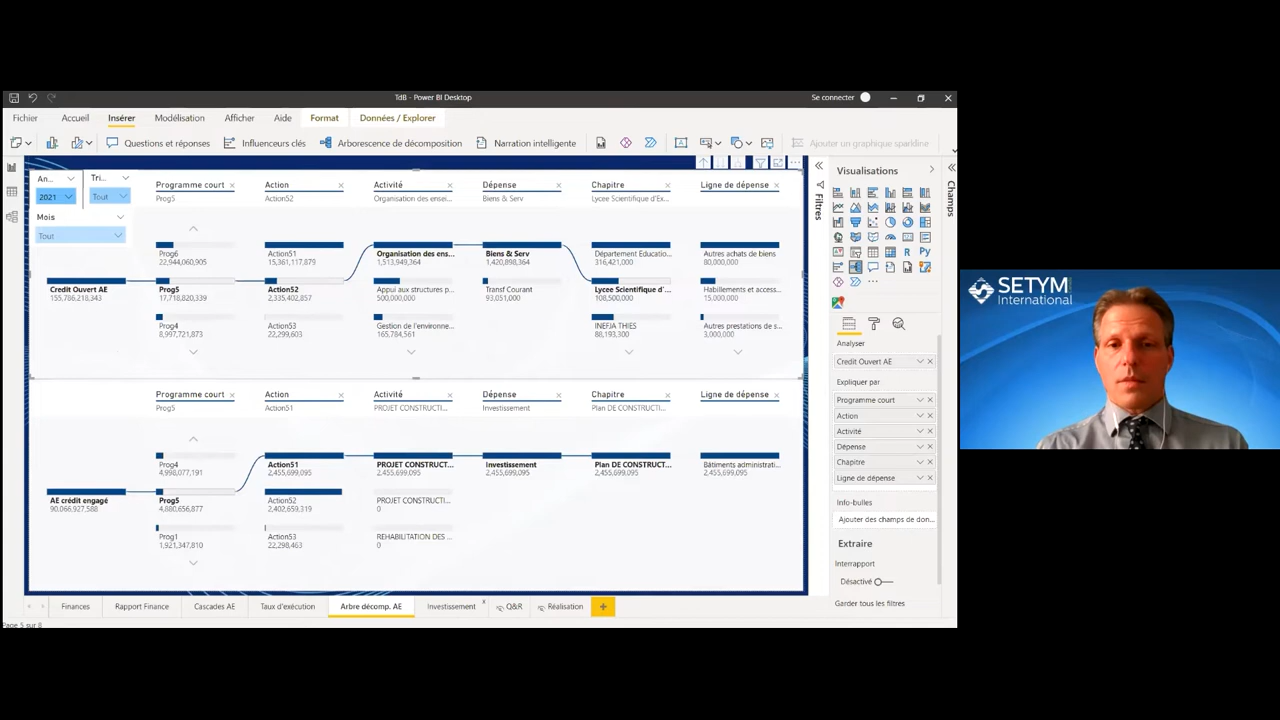 TdB - Power BI Desktop
Se connecter
Fichier Accueil Insérer Modélisation Afficher Aide Format Données / Explorer
Questions et réponses Influenceurs clés Arborescence de décomposition Narration intelligente Ajouter un graphique sparkline
An... Tri...
2021 Tout
Mois
Tout
Programme court Action Activité Dépense Chapitre Ligne de dépense
Prog5 Action52 Organisation des ensei... Biens & Serv Lycee Scientifique d'Ex...
Prog6 Action51 Organisation des ens... Biens & Serv Département Educatio... Autres achats de biens
22,944,060,905 15,361,117,879 1,513,949,364 1,420,898,364 316,421,000 80,000,000
Credit Ouvert AE Prog5 Action52 Appui aux structures p... Transf Courant Lycee Scientifique d'... Habillements et access...
155,786,218,343 17,718,820,339 2,335,402,857 500,000,000 93,051,000 108,500,000 15,000,000
Prog4 Action53 Gestion de l'environne... INEFJA THIES Autres prestations de s...
8,997,721,873 22,299,603 165,784,561 88,193,300 3,000,000
Programme court Action Activité Dépense Chapitre Ligne de dépense
Prog5 Action51 PROJET CONSTRUCTI... Investissement Plan DE CONSTRUCTI...
Prog4 Action51 PROJET CONSTRUCT... Investissement Plan DE CONSTRUCT... Bâtiments administrati...
4,998,077,191 2,455,699,095 2,455,699,095 2,455,699,095 2,455,699,095 2,455,699,095
AE crédit engagé Prog5 Action52 PROJET CONSTRUCTI...
90,066,927,588 4,880,656,877 2,402,659,319 0
Prog1 Action53 REHABILITATION DES ...
1,921,347,810 22,298,463 0
Finances Rapport Finance Cascades AE Taux d'exécution Arbre décomp. AE Investissement Q&R Réalisation
Page 5 sur 8
Filtres
Visualisations
Champs
R Py
Analyser
Credit Ouvert AE
Expliquer par
Programme court
Action
Activité
Dépense
Chapitre
Ligne de dépense
Info-bulles
Ajouter des champs de don...
Extraire
Interrapport
Désactivé
Garder tous les filtres
SETYM
International